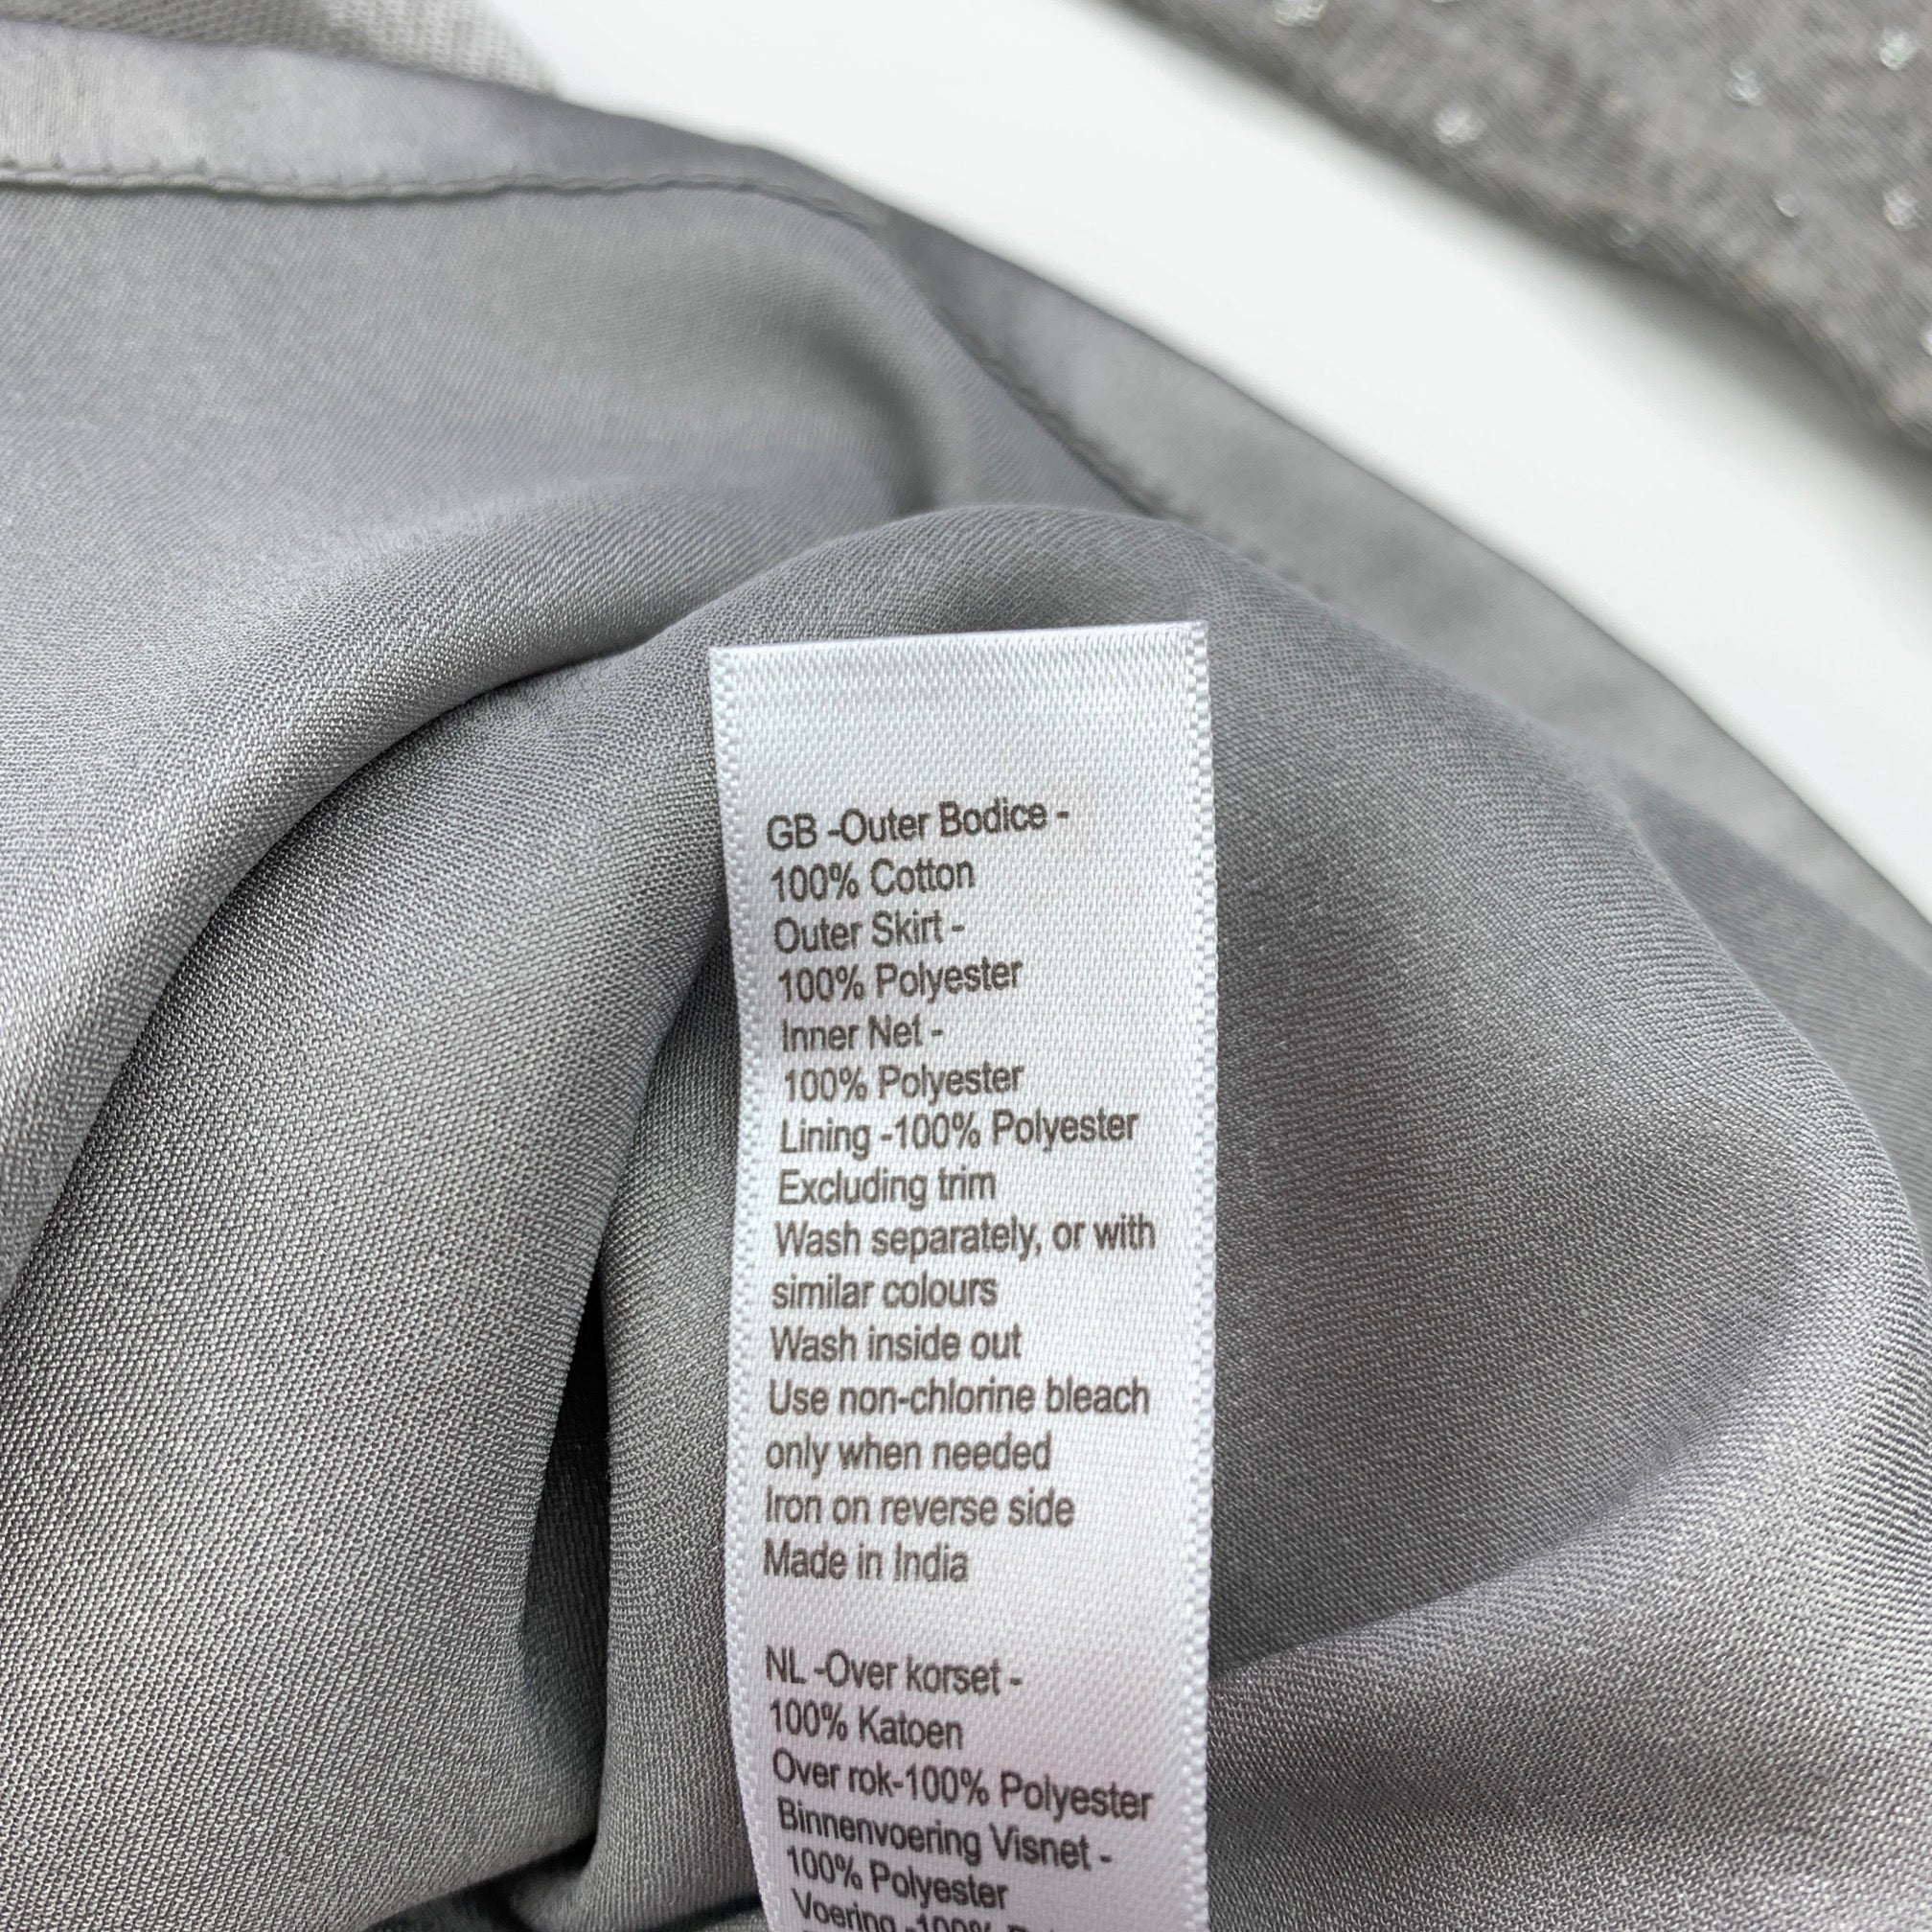 GB -Outer Bodice -
100% Cotton
Outer Skirt -
100% Polyester
Inner Net -
100% Polyester
Lining -100% Polyester
Excluding trim
Wash separately, or with
similar colours
Wash inside out
Use non-chlorine bleach
only when needed
Iron on reverse side
Made in India
NL -Over korset -
100% Katoen
Over rok-100% Polyester
Binnenvoering Visnet -
100% Polyester
Voering -100%